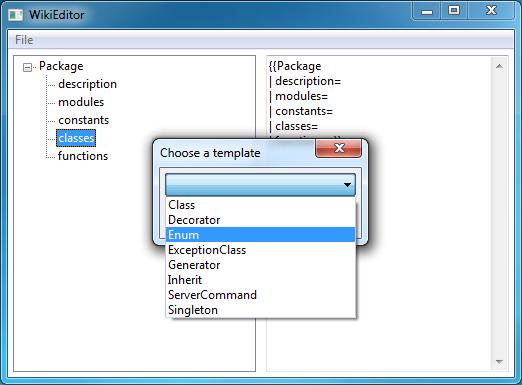 WikiEditor
File
Package
description
modules
constants
classes
functions
{{Package
| description=
| modules=
| constants=
| classes=
Choose a template
Class
Decorator
Enum
ExceptionClass
Generator
Inherit
ServerCommand
Singleton